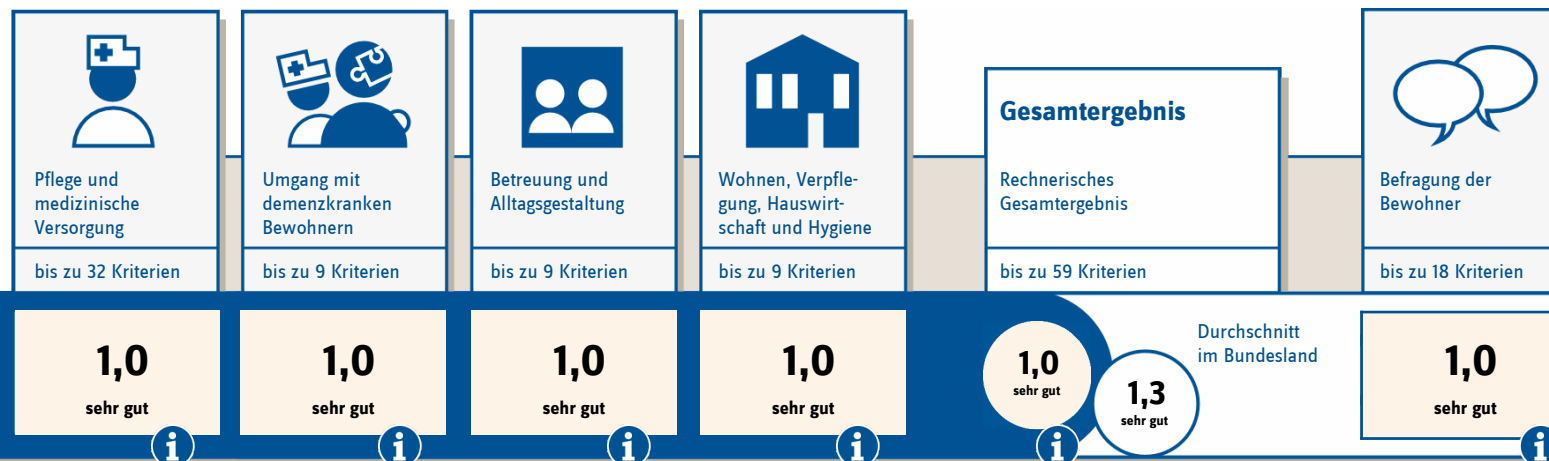 Pflege und
medizinische
Versorgung
bis zu 32 Kriterien
1,0
sehr gut
i
Umgang mit
demenzkranken
Bewohnern
bis zu 9 Kriterien
1,0
sehr gut
i
Betreuung und
Alltagsgestaltung
bis zu 9 Kriterien
1,0
sehr gut
i
Wohnen, Verpfle-
gung, Hauswirt-
schaft und Hygiene
bis zu 9 Kriterien
1,0
sehr gut
i
Gesamtergebnis
Rechnerisches
Gesamtergebnis
bis zu 59 Kriterien
1,0
sehr gut
i
Durchschnitt
im Bundesland
1,3
sehr gut
Befragung der
Bewohner
bis zu 18 Kriterien
1,0
sehr gut
i